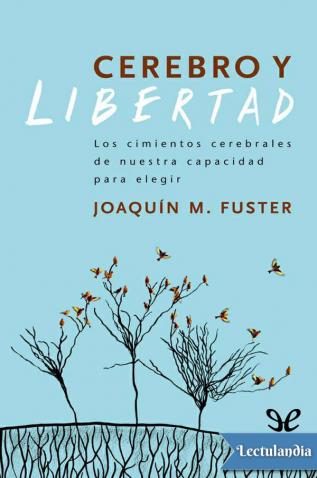 CEREBRO Y
LIBERTAD
Los cimientos cerebrales
de nuestra capacidad
para elegir
JOAQUÍN M. FUSTER
Lectulandia